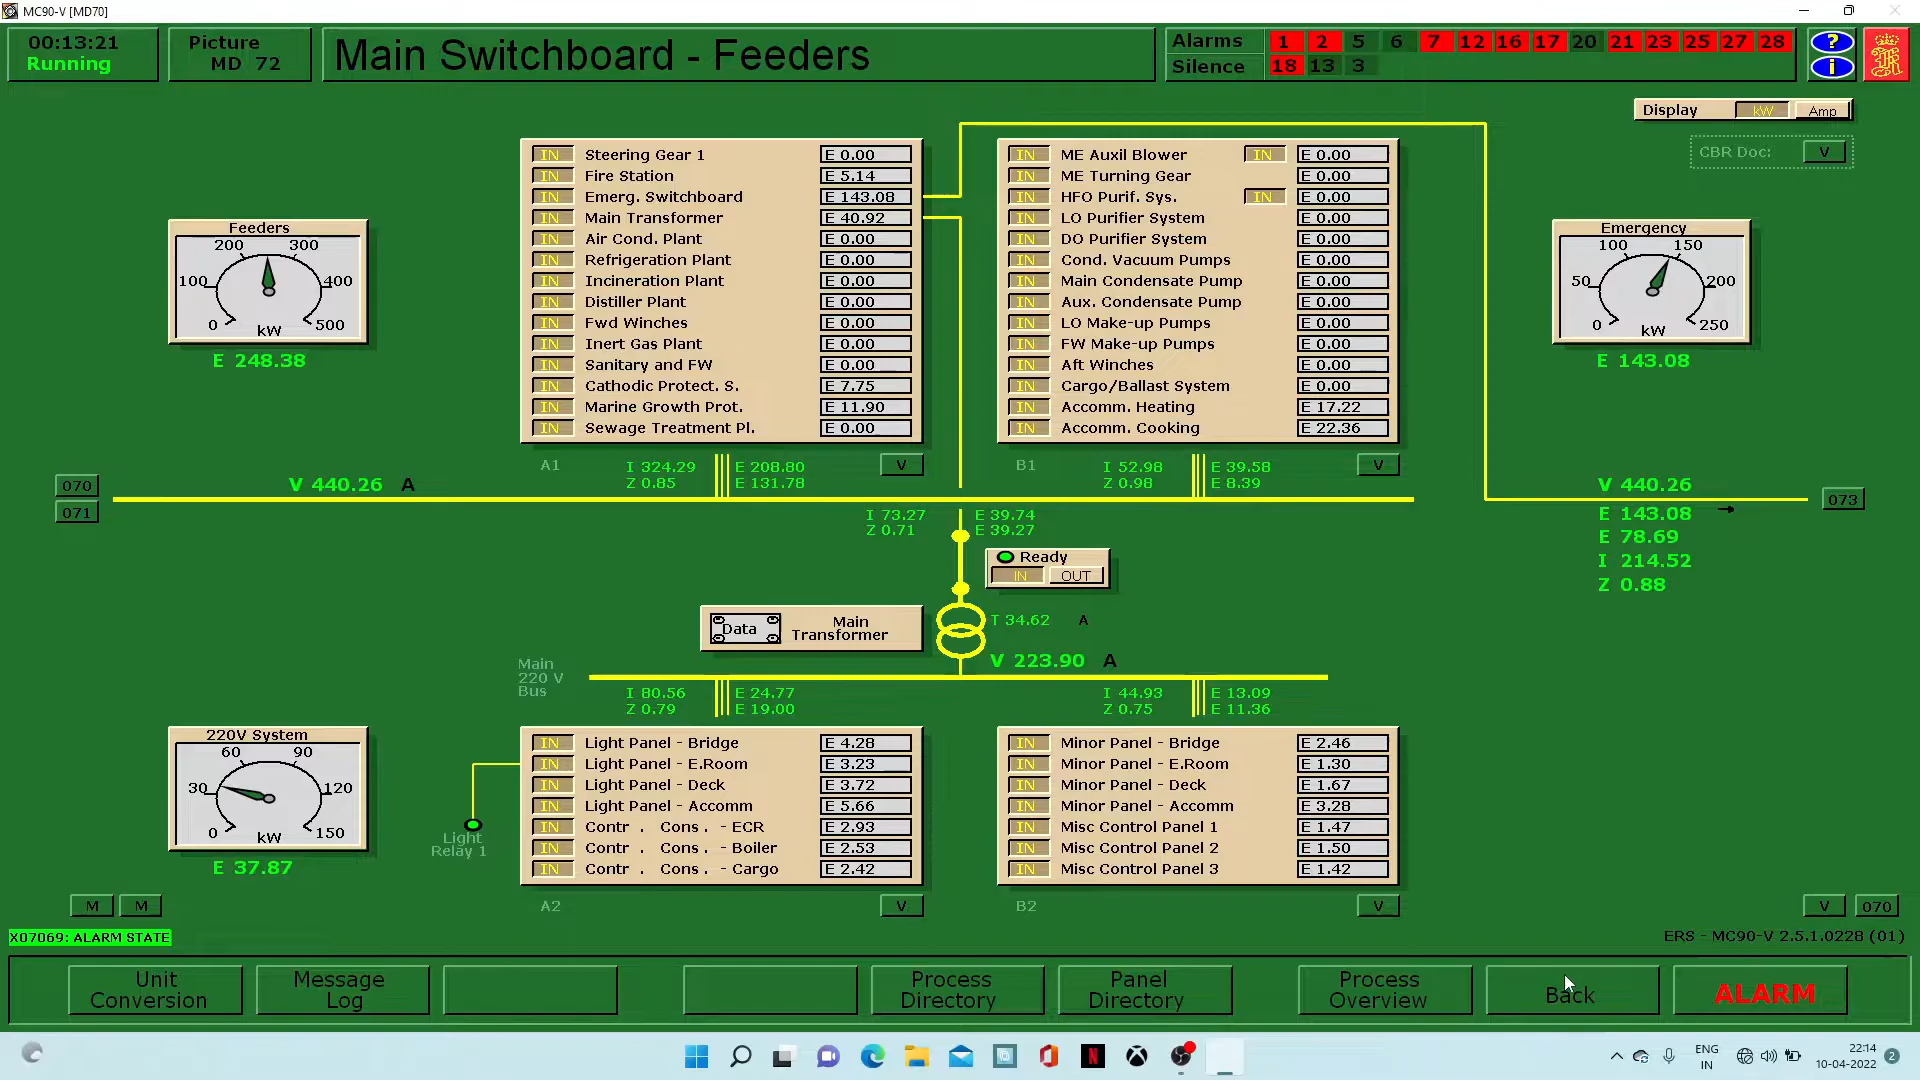 MC90-V [MD70]
00:13:21
Running
Picture
MD 72
Main Switchboard - Feeders
Alarms 1 2 5 6 7 12 16 17 20 21 23 25 27 28
Silence 18 13 3
?
i
Display kW Amp
CBR Doc: V
IN Steering Gear 1 E 0.00
IN Fire Station E 5.14
IN Emerg. Switchboard E 143.08
IN Main Transformer E 40.92
IN Air Cond. Plant E 0.00
IN Refrigeration Plant E 0.00
IN Incineration Plant E 0.00
IN Distiller Plant E 0.00
IN Fwd Winches E 0.00
IN Inert Gas Plant E 0.00
IN Sanitary and FW E 0.00
IN Cathodic Protect. S. E 7.75
IN Marine Growth Prot. E 11.90
IN Sewage Treatment Pl. E 0.00
IN ME Auxil Blower IN E 0.00
IN ME Turning Gear E 0.00
IN HFO Purif. Sys. IN E 0.00
IN LO Purifier System E 0.00
IN DO Purifier System E 0.00
IN Cond. Vacuum Pumps E 0.00
IN Main Condensate Pump E 0.00
IN Aux. Condensate Pump E 0.00
IN LO Make-up Pumps E 0.00
IN FW Make-up Pumps E 0.00
IN Aft Winches E 0.00
IN Cargo/Ballast System E 0.00
IN Accomm. Heating E 17.22
IN Accomm. Cooking E 22.36
Feeders
200 300
100 400
0 kW 500
E 248.38
Emergency
100 150
50 200
0 kW 250
E 143.08
A1 I 324.29 E 208.80 V
Z 0.85 E 131.78
B1 I 52.98 E 39.58 V
Z 0.98 E 8.39
070
071
V 440.26 A
V 440.26
073
E 143.08
E 78.69
I 214.52
Z 0.88
I 73.27 E 39.74
Z 0.71 E 39.27
Ready
IN OUT
Data Main
Transformer
T 34.62 A
V 223.90 A
Main
220 V
Bus
I 80.56 E 24.77
Z 0.79 E 19.00
I 44.93 E 13.09
Z 0.75 E 11.36
220V System
60 90
30 120
0 kW 150
E 37.87
Light
Relay 1
IN Light Panel - Bridge E 4.28
IN Light Panel - E.Room E 3.23
IN Light Panel - Deck E 3.72
IN Light Panel - Accomm E 5.66
IN Contr . Cons . - ECR E 2.93
IN Contr . Cons . - Boiler E 2.53
IN Contr . Cons . - Cargo E 2.42
IN Minor Panel - Bridge E 2.46
IN Minor Panel - E.Room E 1.30
IN Minor Panel - Deck E 1.67
IN Minor Panel - Accomm E 3.28
IN Misc Control Panel 1 E 1.47
IN Misc Control Panel 2 E 1.50
IN Misc Control Panel 3 E 1.42
M M A2 V B2 V V 070
X07069: ALARM STATE
ERS - MC90-V 2.5.1.0228 (01)
Unit
Conversion
Message
Log
Process
Directory
Panel
Directory
Process
Overview
Back
ALARM
ENG
IN
22:14
10-04-2022
2